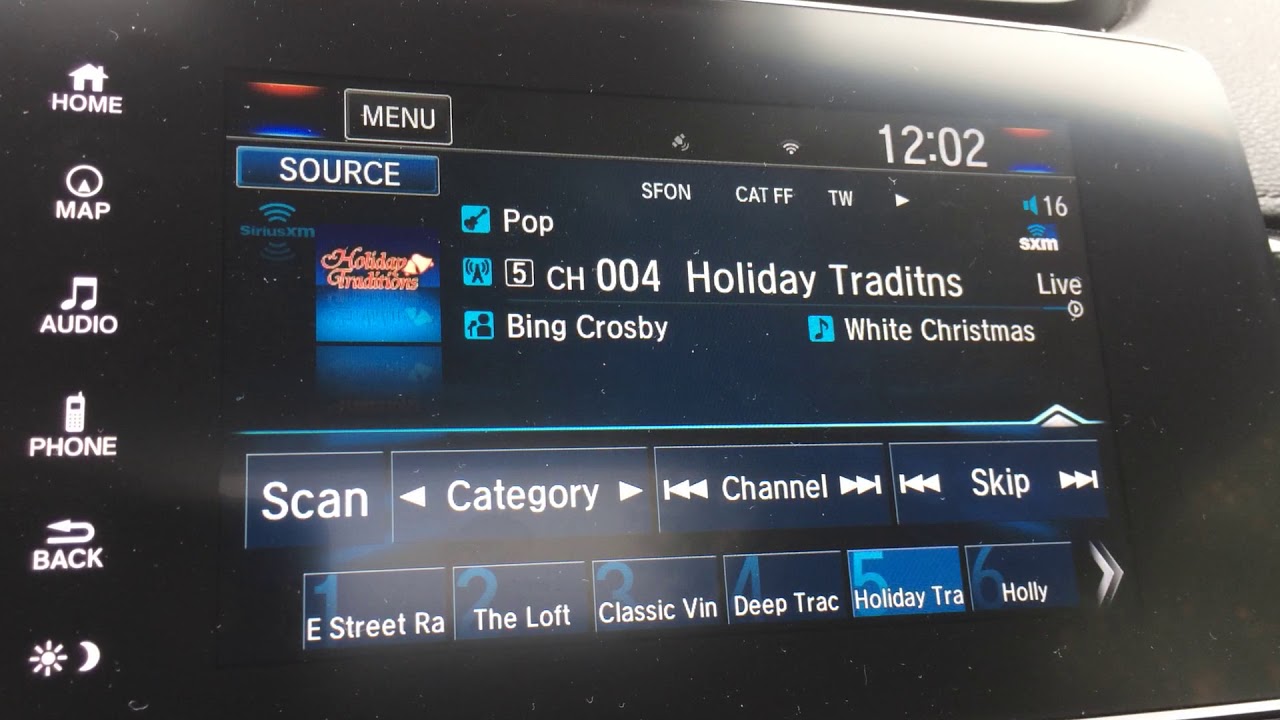 HOME
MAP
AUDIO
PHONE
BACK
MENU
12:02
SOURCE
SFON CAT FF TW
16
SiriusXM
Pop
sxm
Holiday
Traditions
5 CH 004 Holiday Traditns
Live
Bing Crosby White Christmas
Scan Category Channel Skip
1 E Street Ra
2 The Loft
3 Classic Vin
4 Deep Trac
5 Holiday Tra
6 Holly